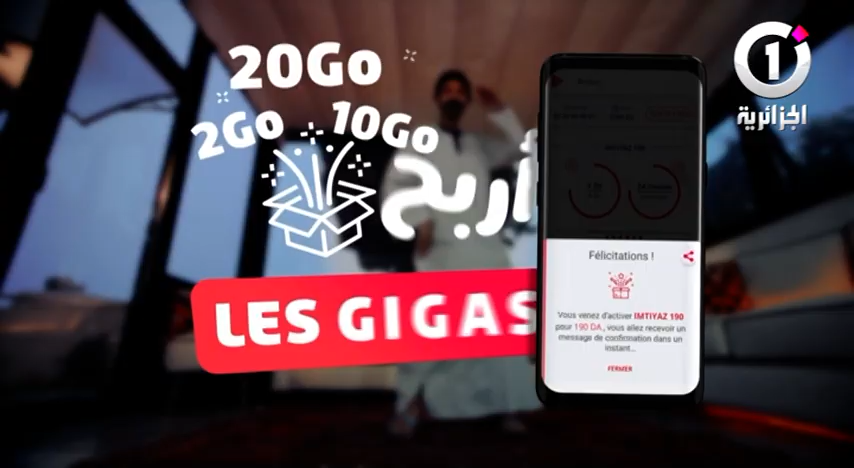 20Go
2Go
10Go
أربح
LES GIGAS
1
الجزائرية
Félicitations !
Vous venez d'activer IMTIYAZ 190
pour 190 DA, vous allez recevoir un
message de confirmation dans un
instant...
FERMER